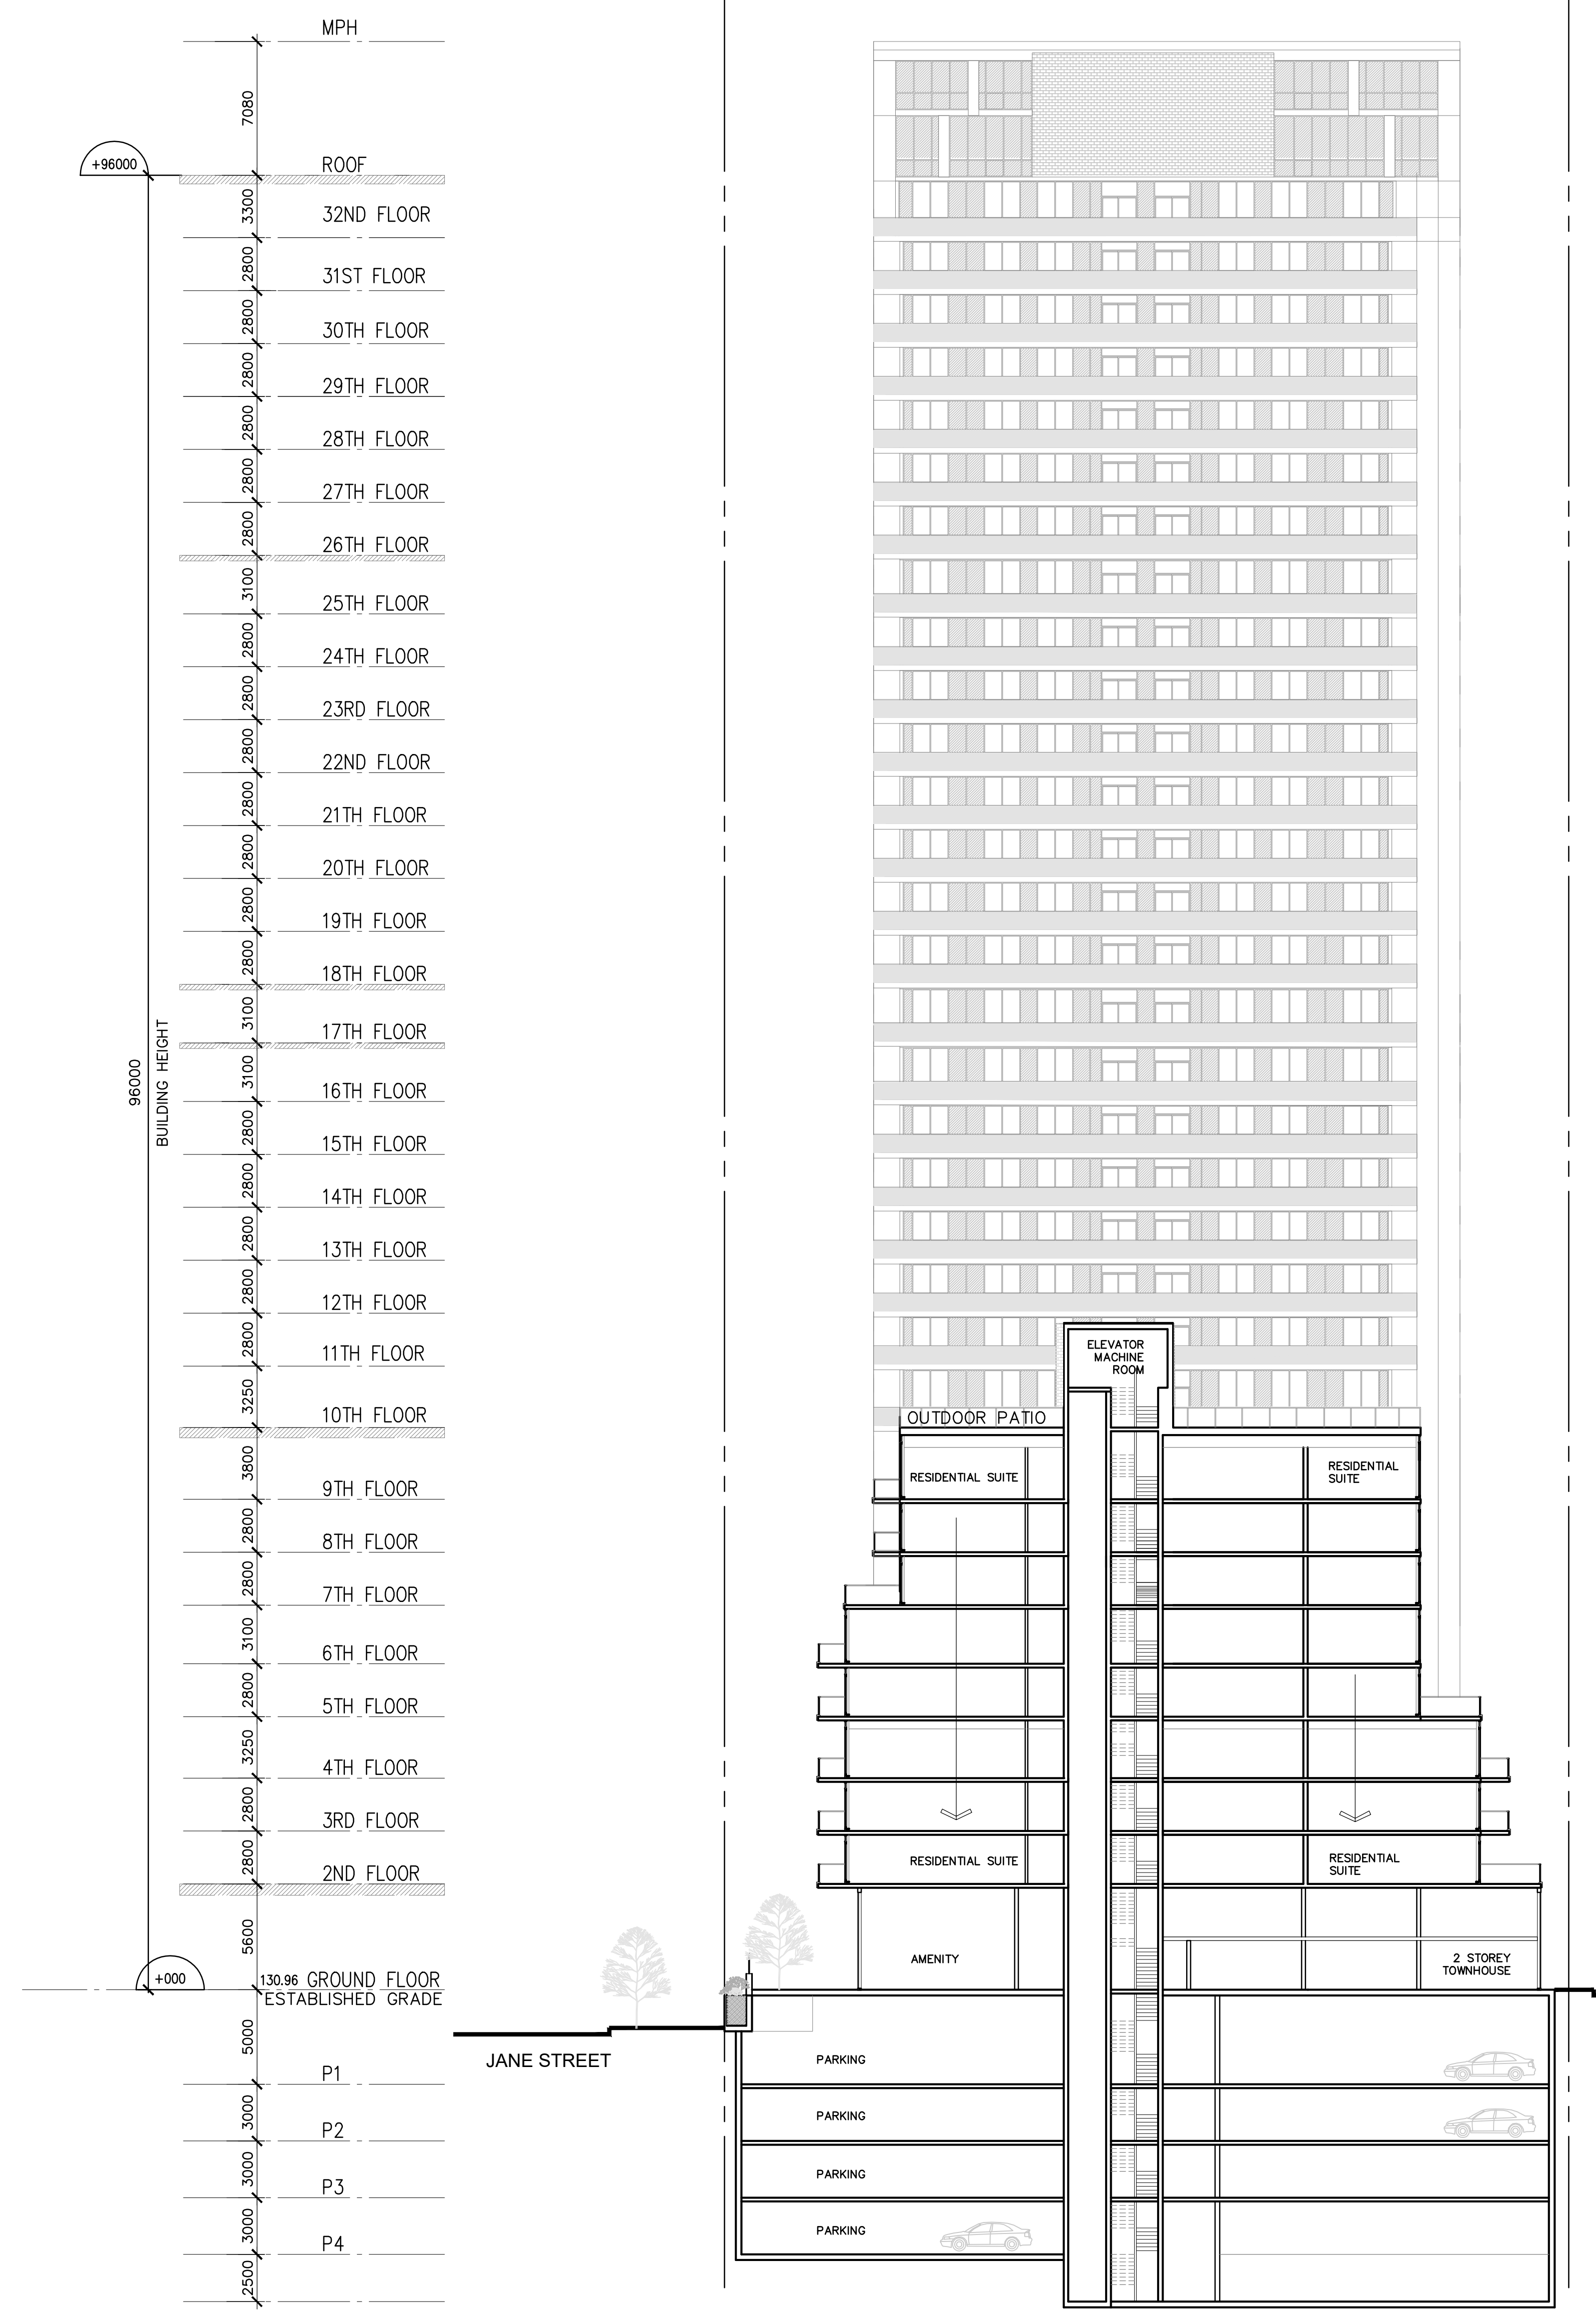 MPH
7080
+96000
ROOF
3300
32ND FLOOR
2800
31ST FLOOR
2800
30TH FLOOR
2800
29TH FLOOR
2800
28TH FLOOR
2800
27TH FLOOR
2800
26TH FLOOR
3100
25TH FLOOR
2800
24TH FLOOR
2800
23RD FLOOR
2800
22ND FLOOR
2800
21TH FLOOR
2800
20TH FLOOR
2800
19TH FLOOR
2800
18TH FLOOR
3100
17TH FLOOR
96000
BUILDING HEIGHT
3100
16TH FLOOR
2800
15TH FLOOR
2800
14TH FLOOR
2800
13TH FLOOR
2800
12TH FLOOR
2800
11TH FLOOR
3250
10TH FLOOR
3800
9TH FLOOR
2800
8TH FLOOR
2800
7TH FLOOR
3100
6TH FLOOR
2800
5TH FLOOR
3250
4TH FLOOR
2800
3RD FLOOR
2800
2ND FLOOR
5600
+000
130.96 GROUND FLOOR
ESTABLISHED GRADE
5000
P1
3000
P2
3000
P3
3000
P4
2500
JANE STREET
ELEVATOR
MACHINE
ROOM
OUTDOOR PATIO
RESIDENTIAL SUITE
RESIDENTIAL
SUITE
RESIDENTIAL SUITE
RESIDENTIAL
SUITE
AMENITY
2 STOREY
TOWNHOUSE
PARKING
PARKING
PARKING
PARKING